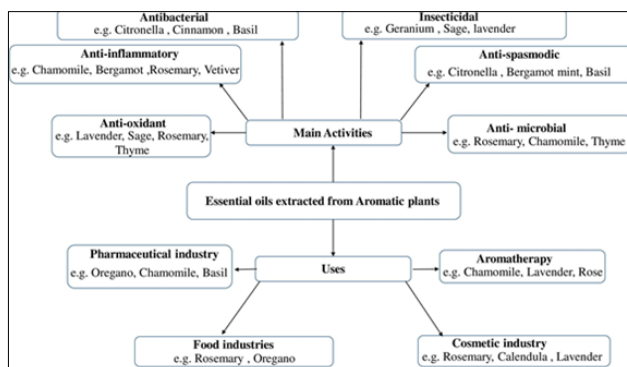 Antibacterial
e.g. Citronella , Cinnamon , Basil
Insecticidal
e.g. Geranium , Sage, lavender
Anti-inflammatory
e.g. Chamomile, Bergamot ,Rosemary, Vetiver
Anti-spasmodic
e.g. Citronella , Bergamot mint, Basil
Anti-oxidant
e.g. Lavender, Sage, Rosemary,
Thyme
Main Activities
Anti- microbial
e.g. Rosemary, Chamomile, Thyme
Essential oils extracted from Aromatic plants
Pharmaceutical industry
e.g. Oregano, Chamomile, Basil
Uses
Aromatherapy
e.g. Chamomile, Lavender, Rose
Food industries
e.g. Rosemary , Oregano
Cosmetic industry
e.g. Rosemary, Calendula , Lavender